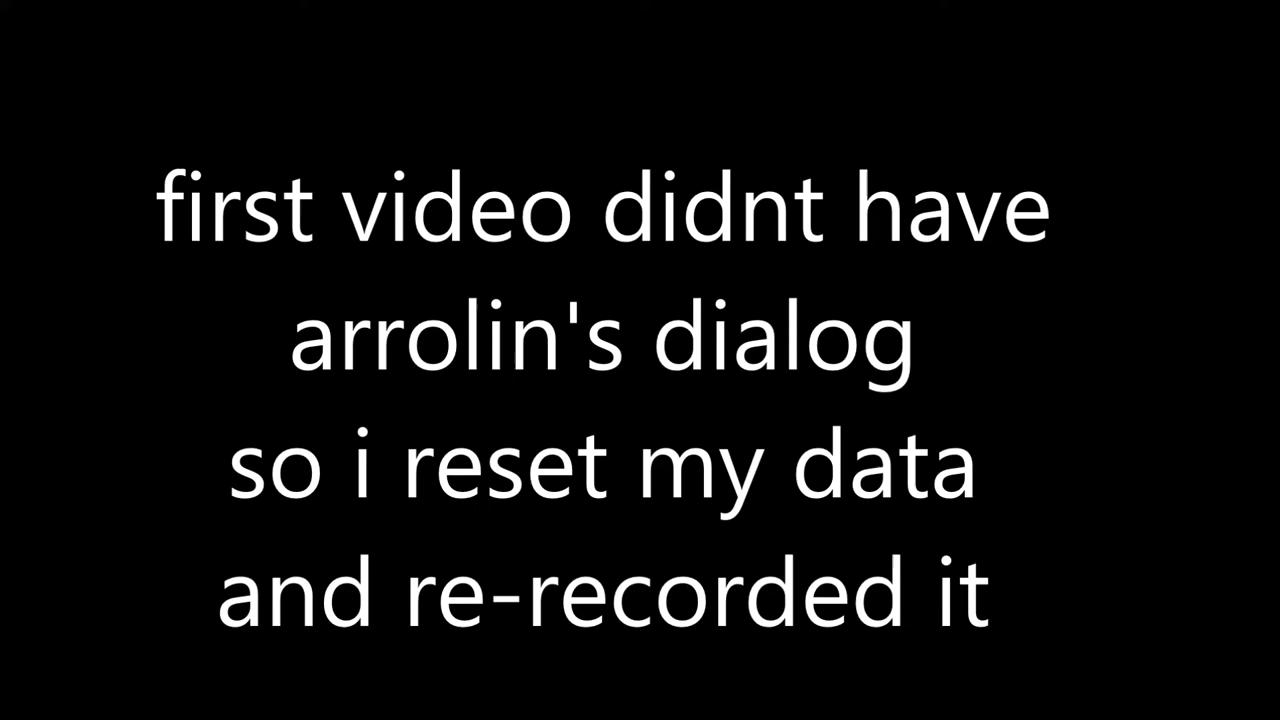 first video didnt have
arrolin's dialog
so i reset my data
and re-recorded it